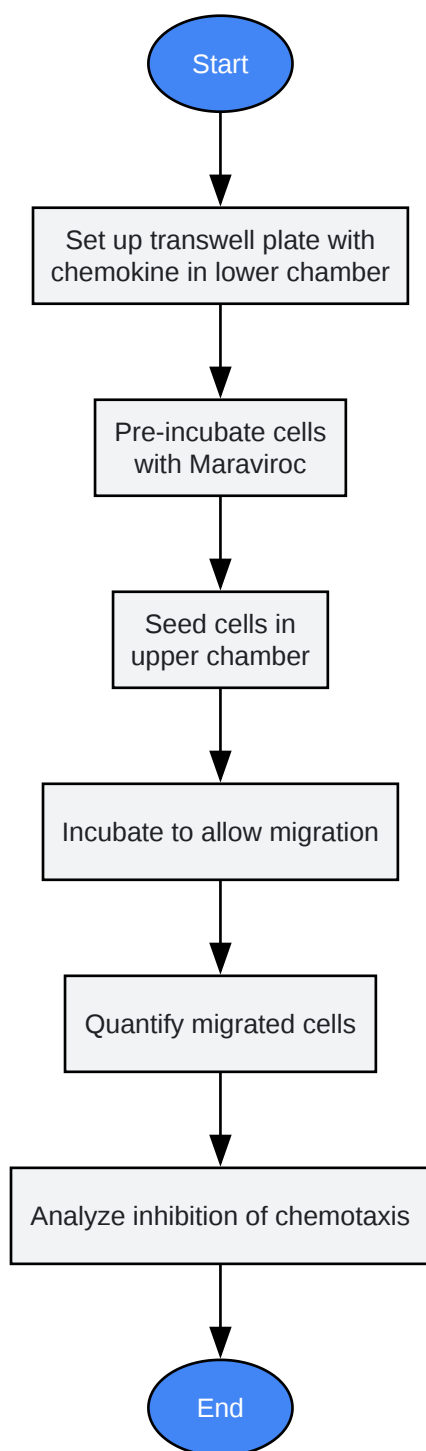 Start
Set up transwell plate with
chemokine in lower chamber
Pre-incubate cells
with Maraviroc
Seed cells in
upper chamber
Incubate to allow migration
Quantify migrated cells
Analyze inhibition of chemotaxis
End